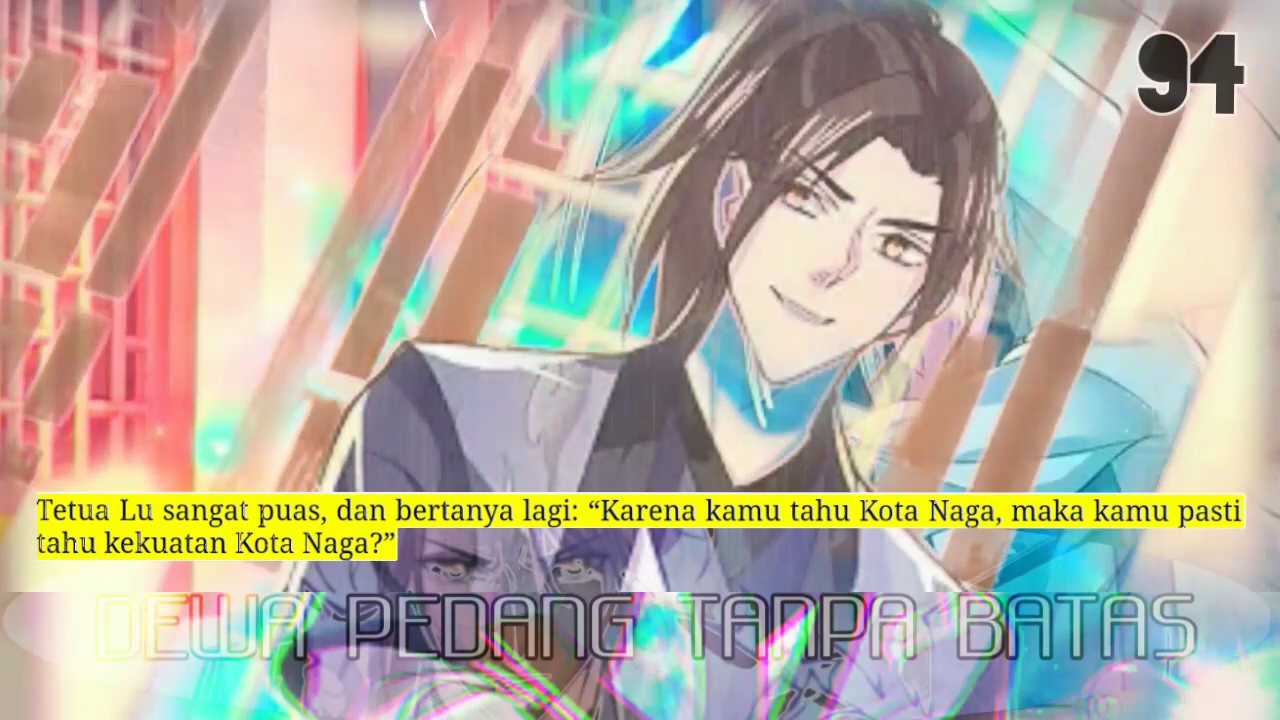 94
Tetua Lu sangat puas, dan bertanya lagi: “Karena kamu tahu Kota Naga, maka kamu pasti
tahu kekuatan Kota Naga?”
DEWA PEDANG TANPA BATAS